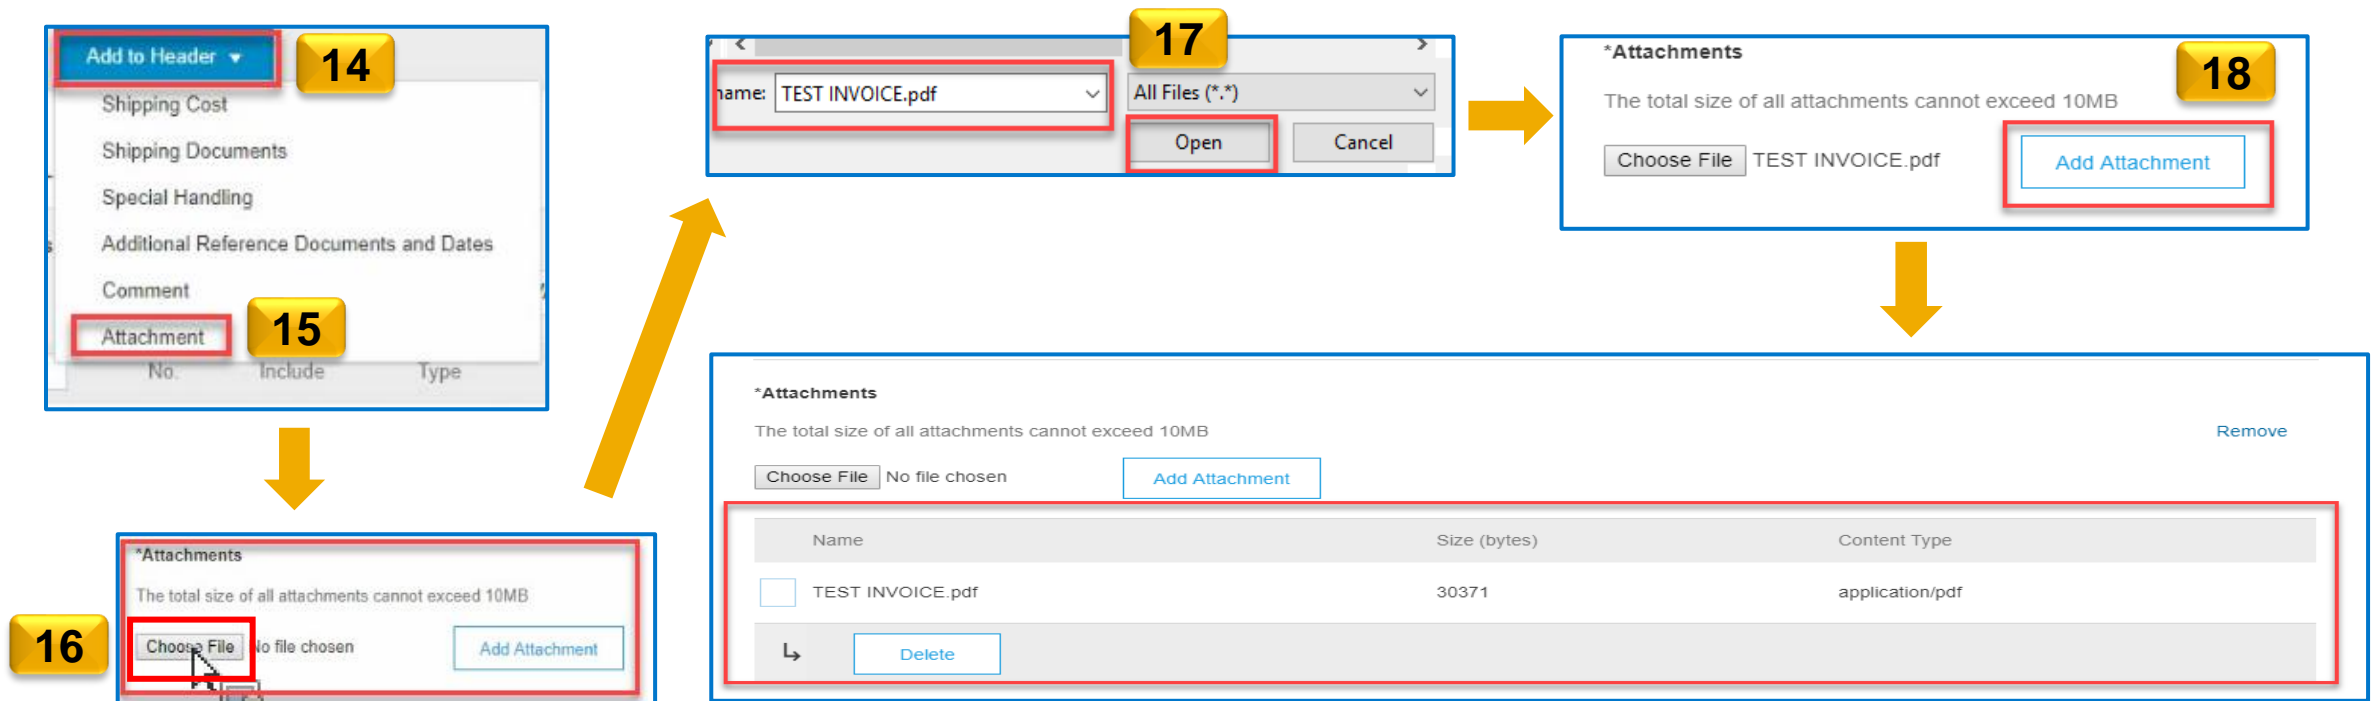 Add to Header
14
Shipping Cost
Shipping Documents
Special Handling
Additional Reference Documents and Dates
Comment
Attachment
15
No. Include Type
16
*Attachments
The total size of all attachments cannot exceed 10MB
Choose File No file chosen Add Attachment
17
name: TEST INVOICE.pdf All Files (*.*)
Open Cancel
18
*Attachments
The total size of all attachments cannot exceed 10MB
Choose File TEST INVOICE.pdf Add Attachment
*Attachments
The total size of all attachments cannot exceed 10MB Remove
Choose File No file chosen Add Attachment
Name Size (bytes) Content Type
TEST INVOICE.pdf 30371 application/pdf
Delete